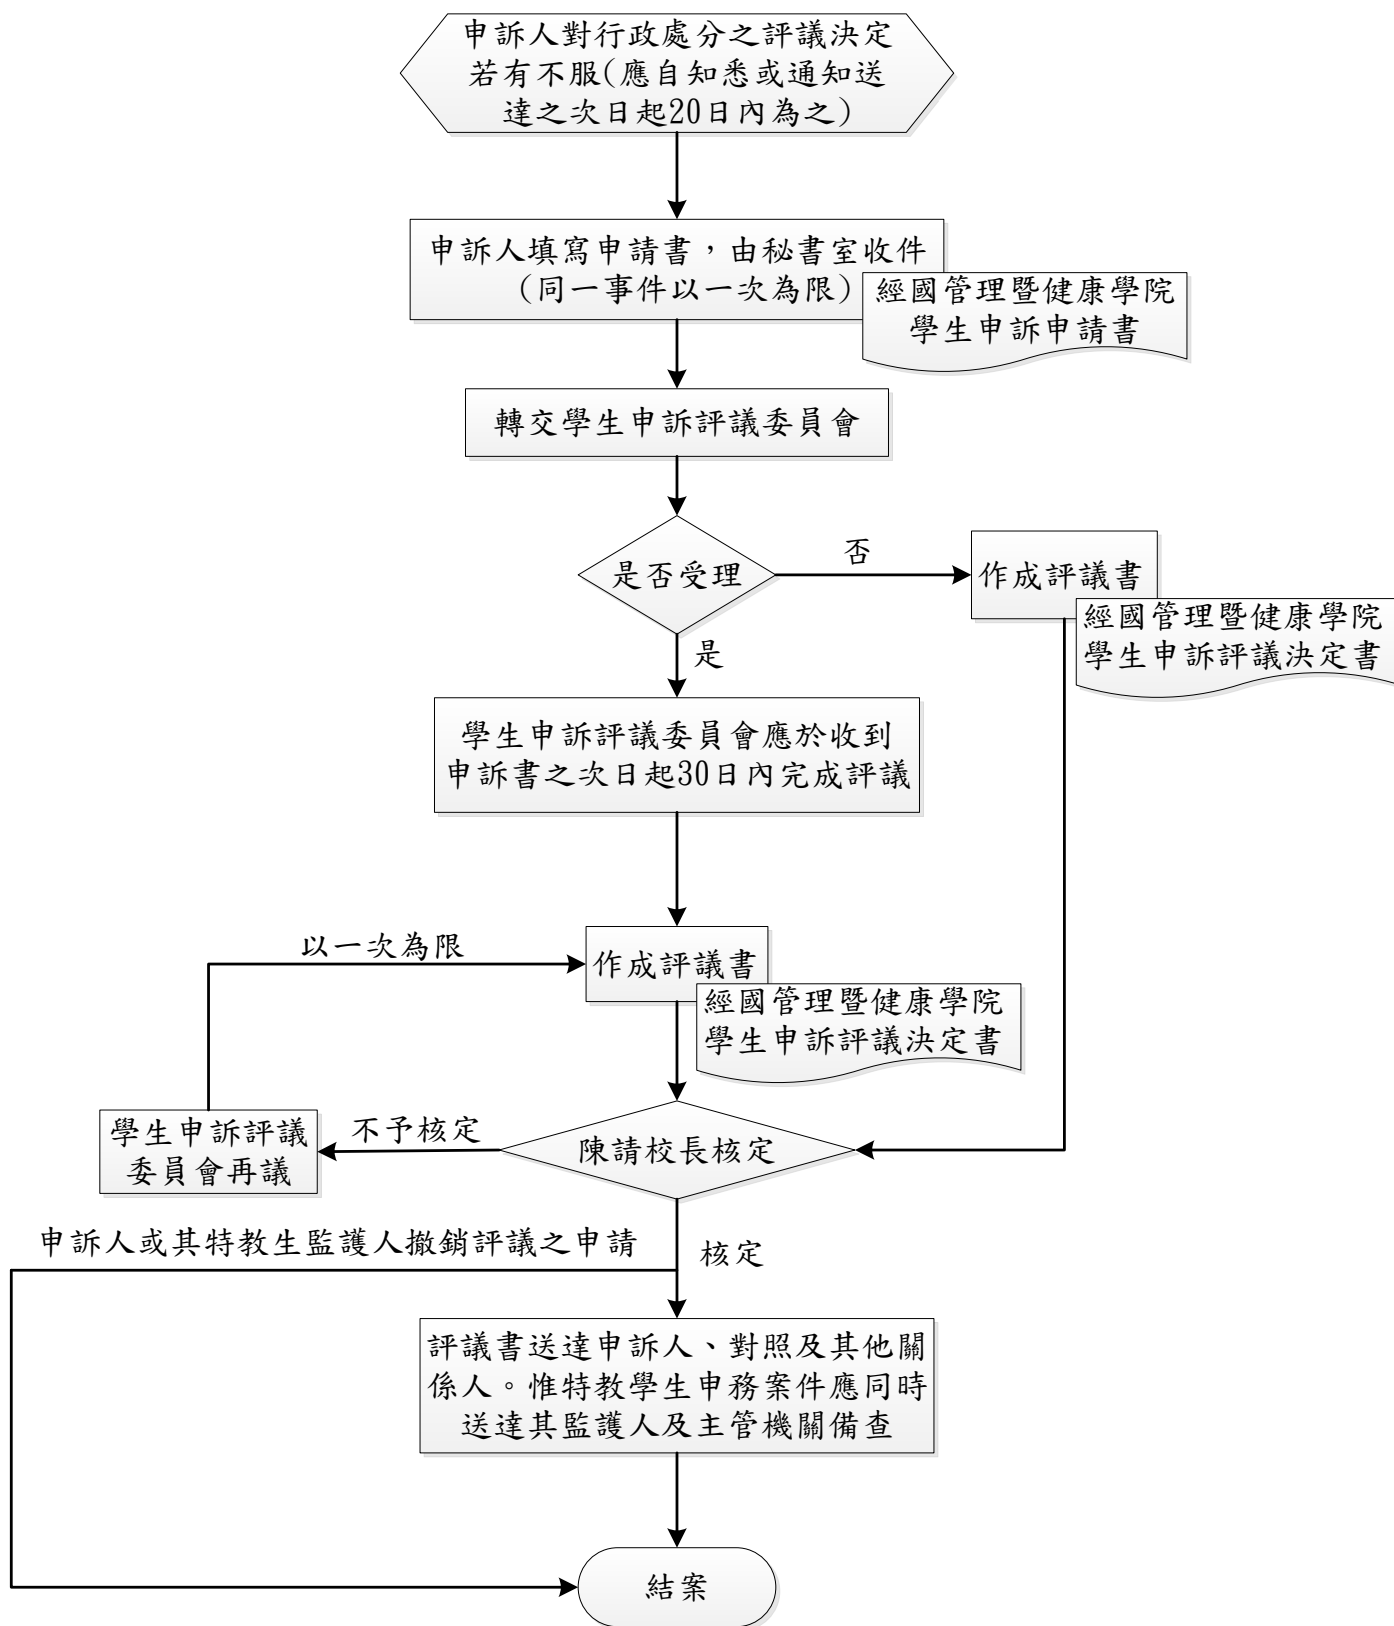 申訴人對行政處分之評議決定
若有不服(應自知悉或通知送
達之次日起20日內為之)
申訴人填寫申請書，由秘書室收件
(同一事件以一次為限)
經國管理暨健康學院
學生申訴申請書
轉交學生申訴評議委員會
是否受理
否
作成評議書
經國管理暨健康學院
學生申訴評議決定書
是
學生申訴評議委員會應於收到
申訴書之次日起30日內完成評議
以一次為限
作成評議書
經國管理暨健康學院
學生申訴評議決定書
學生申訴評議
委員會再議
不予核定
陳請校長核定
申訴人或其特教生監護人撤銷評議之申請
核定
評議書送達申訴人、對照及其他關
係人。惟特教學生申務案件應同時
送達其監護人及主管機關備查
結案